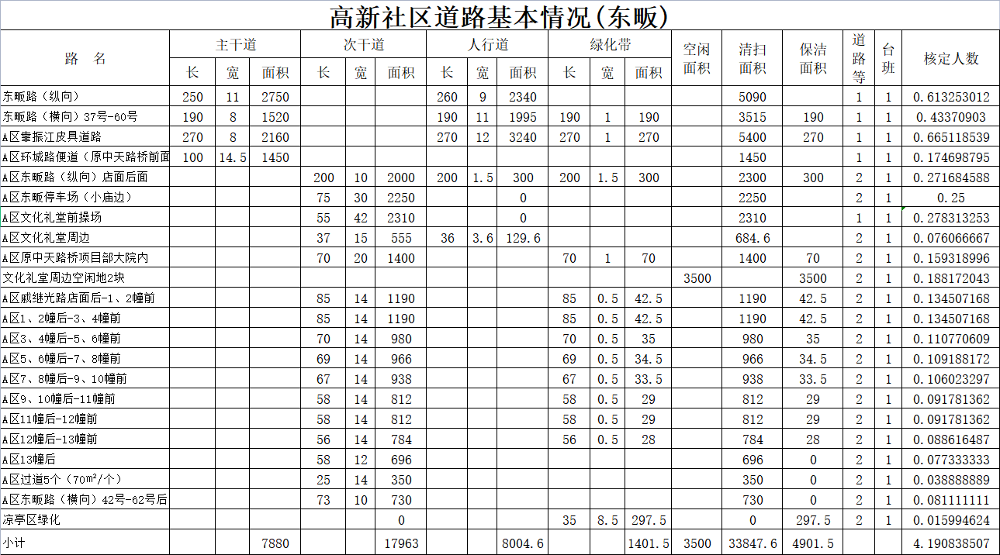 高新社区道路基本情况(东畈)
路 名 主干道 次干道 人行道 绿化带 空闲面积 清扫面积 保洁面积 道路等 台班 核定人数
长 宽 面积 长 宽 面积 长 宽 面积 长 宽 面积
东畈路（纵向） 250 11 2750 260 9 2340 5090 1 1 0.613253012
东畈路（横向）37号-60号 190 8 1520 190 11 1995 190 1 190 3515 190 1 1 0.43370903
A区靠振江皮具道路 270 8 2160 270 12 3240 270 1 270 5400 270 1 1 0.665118539
A区环城路便道（原中天路桥前面 100 14.5 1450 1450 1 1 0.174698795
A区东畈路（纵向）店面后面 200 10 2000 200 1.5 300 200 1.5 300 2300 300 2 1 0.271684588
A区东畈停车场（小庙边） 75 30 2250 0 2250 2 1 0.25
A区文化礼堂前操场 55 42 2310 0 2310 1 1 0.278313253
A区文化礼堂周边 37 15 555 36 3.6 129.6 684.6 2 1 0.076066667
A区原中天路桥项目部大院内 70 20 1400 70 1 70 1400 70 2 1 0.159318996
文化礼堂周边空闲地2块 3500 3500 2 1 0.188172043
A区戚继光路店面后-1、2幢前 85 14 1190 85 0.5 42.5 1190 42.5 2 1 0.134507168
A区1、2幢后-3、4幢前 85 14 1190 85 0.5 42.5 1190 42.5 2 1 0.134507168
A区3、4幢后-5、6幢前 70 14 980 70 0.5 35 980 35 2 1 0.110770609
A区5、6幢后-7、8幢前 69 14 966 69 0.5 34.5 966 34.5 2 1 0.109188172
A区7、8幢后-9、10幢前 67 14 938 67 0.5 33.5 938 33.5 2 1 0.106023297
A区9、10幢后-11幢前 58 14 812 58 0.5 29 812 29 2 1 0.091781362
A区11幢后-12幢前 58 14 812 58 0.5 29 812 29 2 1 0.091781362
A区12幢后-13幢前 56 14 784 56 0.5 28 784 28 2 1 0.088616487
A区13幢后 58 12 696 696 0 2 1 0.077333333
A区过道5个（70㎡/个） 25 14 350 350 0 2 1 0.038888889
A区东畈路（横向）42号-62号后 73 10 730 730 0 2 1 0.081111111
凉亭区绿化 0 35 8.5 297.5 0 297.5 2 1 0.015994624
小计 7880 17963 8004.6 1401.5 3500 33847.6 4901.5 4.190838507